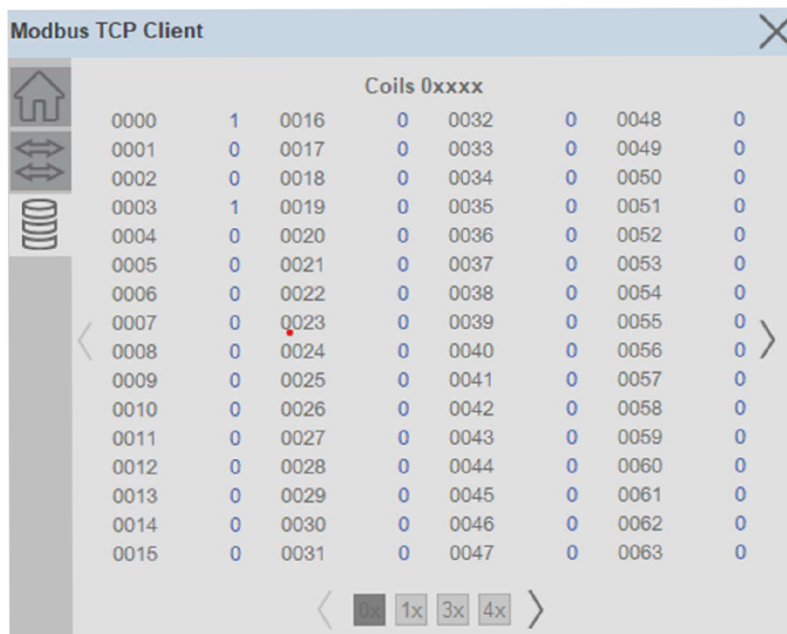 Modbus TCP Client
Coils 0xxxx
0000 1 0016 0 0032 0 0048 0
0001 0 0017 0 0033 0 0049 0
0002 0 0018 0 0034 0 0050 0
0003 1 0019 0 0035 0 0051 0
0004 0 0020 0 0036 0 0052 0
0005 0 0021 0 0037 0 0053 0
0006 0 0022 0 0038 0 0054 0
0007 0 0023 0 0039 0 0055 0
0008 0 0024 0 0040 0 0056 0
0009 0 0025 0 0041 0 0057 0
0010 0 0026 0 0042 0 0058 0
0011 0 0027 0 0043 0 0059 0
0012 0 0028 0 0044 0 0060 0
0013 0 0029 0 0045 0 0061 0
0014 0 0030 0 0046 0 0062 0
0015 0 0031 0 0047 0 0063 0
0x 1x 3x 4x